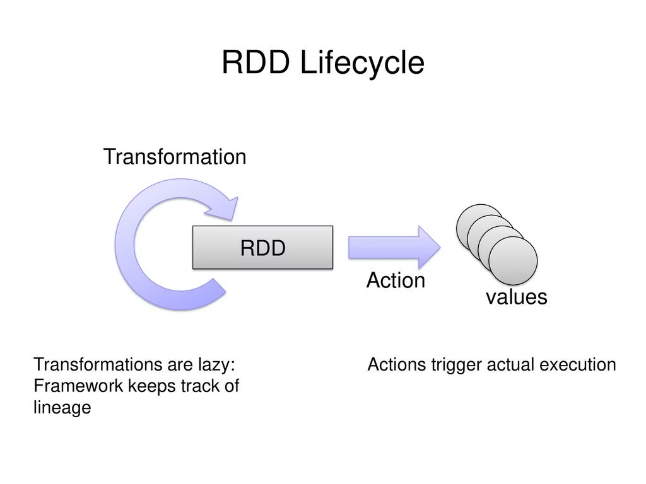 RDD Lifecycle
Transformation
RDD
Action
values
Transformations are lazy:
Framework keeps track of
lineage
Actions trigger actual execution